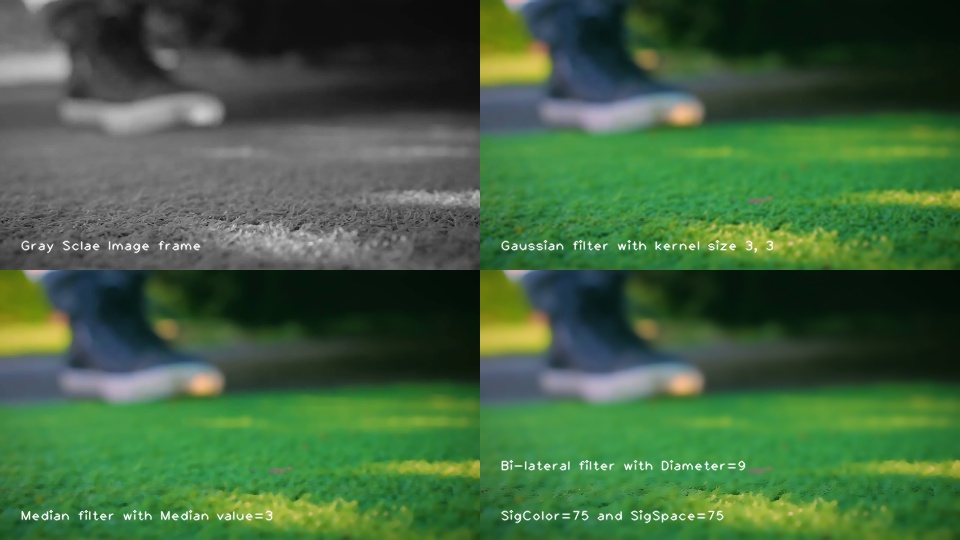 Gray Sclae Image frame
Gaussian filter with kernel size 3, 3
Median filter with Median value=3
Bi-lateral filter with Diameter=9
SigColor=75 and SigSpace=75